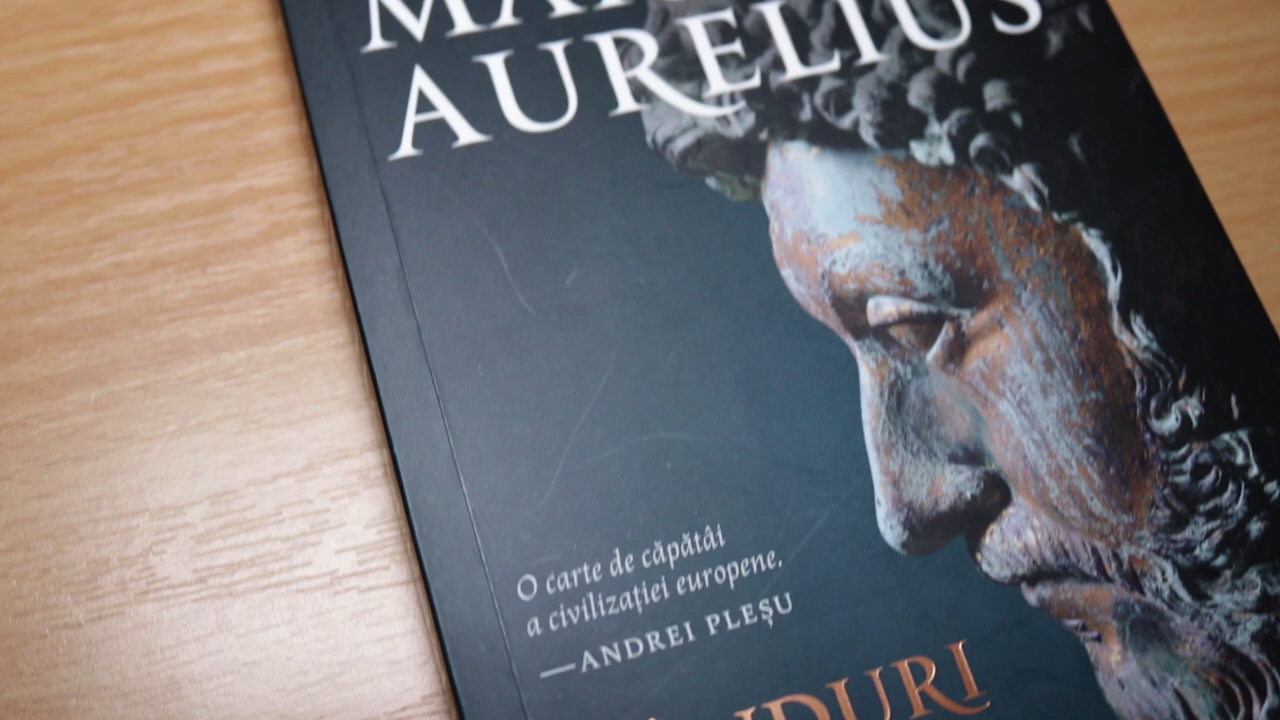 AURELIUS
O carte de căpătâi
a civilizației europene.
—ANDREI PLEȘU